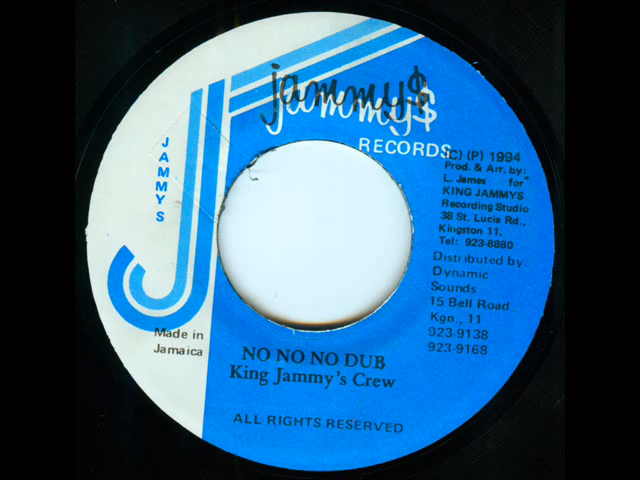 jammy$
jammy$
RECORDS
JAMMYS
(C) (P) 1994
Prod. & Arr. by:
L. James for
KING JAMMYS
Recording Studio
38 St. Lucia Rd.,
Kingston 11.
Tel: 923-8880
Distributed by
Dynamic
Sounds
15 Bell Road
Kgn., 11
923-9138
923-9168
Made in
Jamaica
NO NO NO DUB
King Jammy's Crew
ALL RIGHTS RESERVED